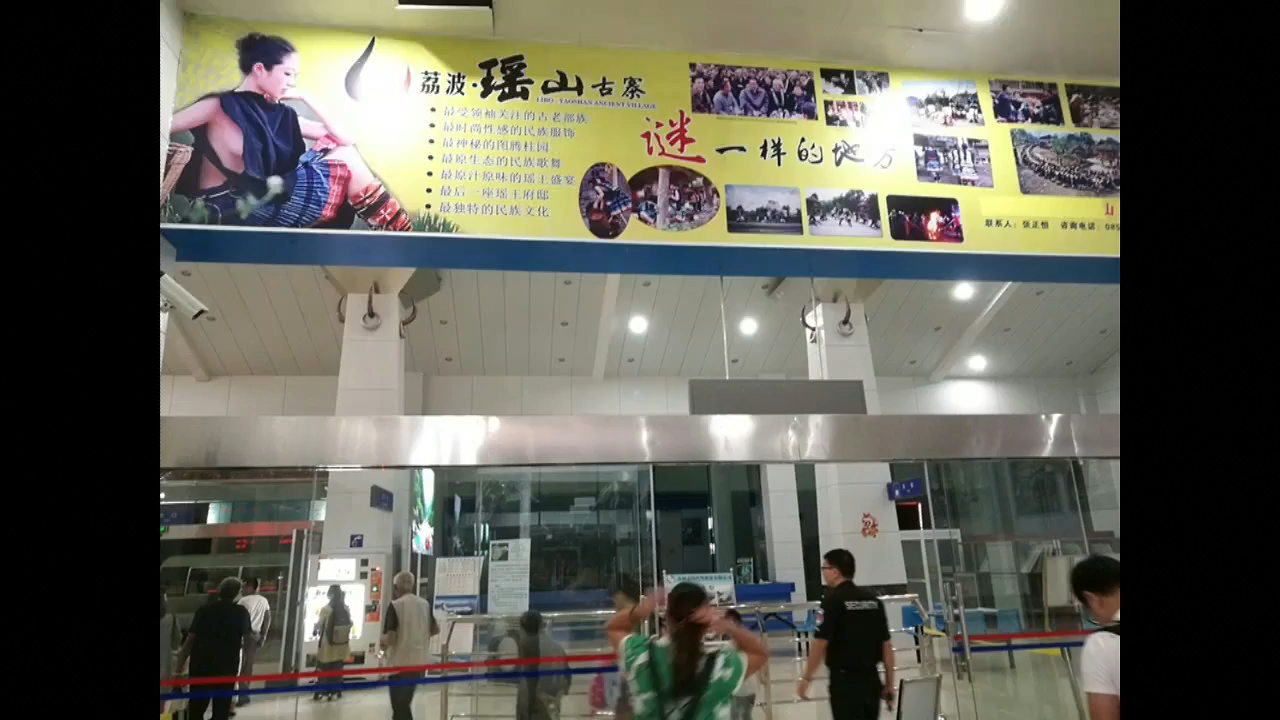 荔波·瑶山古寨
LIBO · YAOSHAN ANCIENT VILLAGE
• 最受领袖关注的古老部族
• 最时尚性感的民族服饰
• 最神秘的图腾柱园
• 最原生态的民族歌舞
• 最原汁原味的瑶王盛宴
• 最后一座瑶王府邸
• 最独特的民族文化
谜一样的地方
山
联系人：张正恒 咨询电话：085